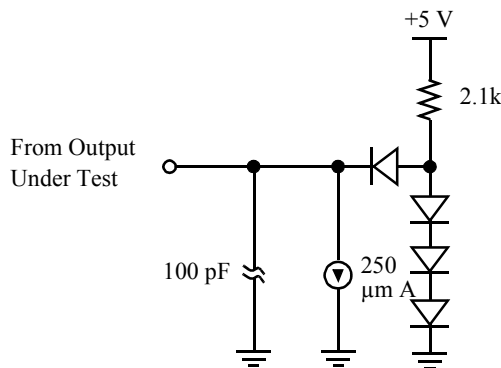 +5 V
2.1k
From Output
Under Test
100 pF
250
µm A